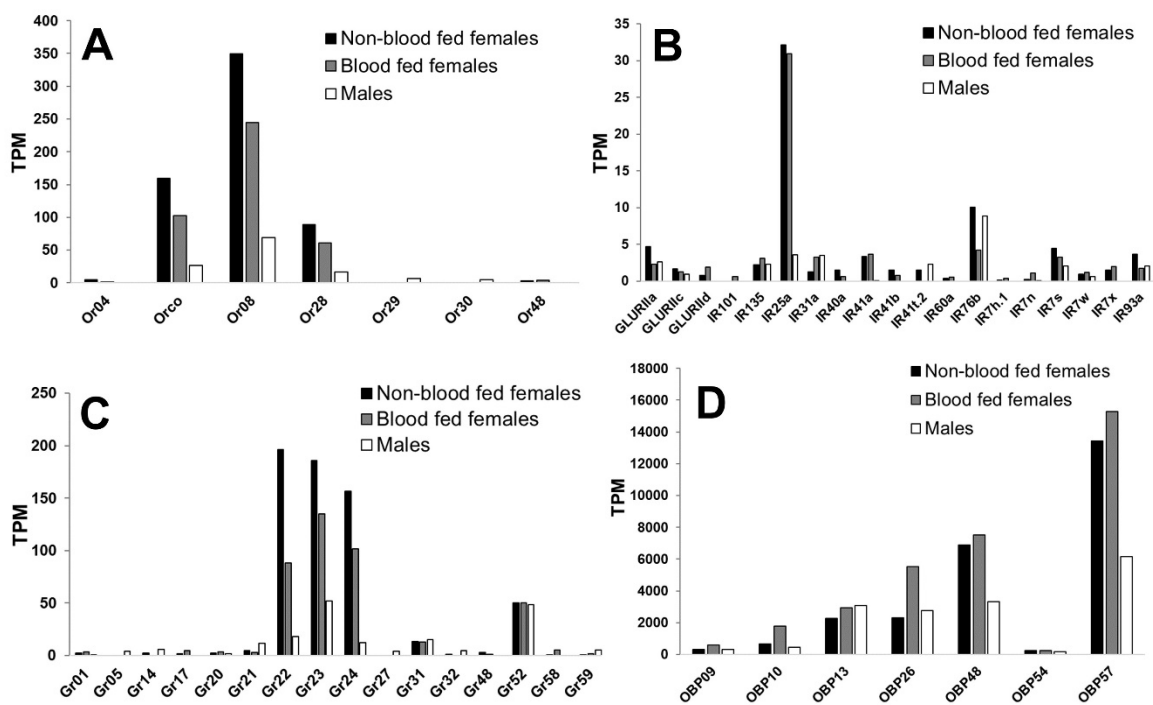 A
TPM
400
350
300
250
200
150
100
50
0
Non-blood fed females
Blood fed females
Males
Or04
Orco
Or08
Or28
Or29
Or30
Or48
B
TPM
35
30
25
20
15
10
5
0
Non-blood fed females
Blood fed females
Males
GLURIIa
GLURIIc
GLURIId
IR101
IR135
IR25a
IR31a
IR40a
IR41a
IR41b
IR41t.2
IR60a
IR76b
IR7h.1
IR7n
IR7s
IR7w
IR7x
IR93a
C
TPM
250
200
150
100
50
0
Non-blood fed females
Blood fed females
Males
Gr01
Gr05
Gr14
Gr17
Gr20
Gr21
Gr22
Gr23
Gr24
Gr27
Gr31
Gr32
Gr48
Gr52
Gr58
Gr59
D
TPM
18000
16000
14000
12000
10000
8000
6000
4000
2000
0
Non-blood fed females
Blood fed females
Males
OBP09
OBP10
OBP13
OBP26
OBP48
OBP54
OBP57